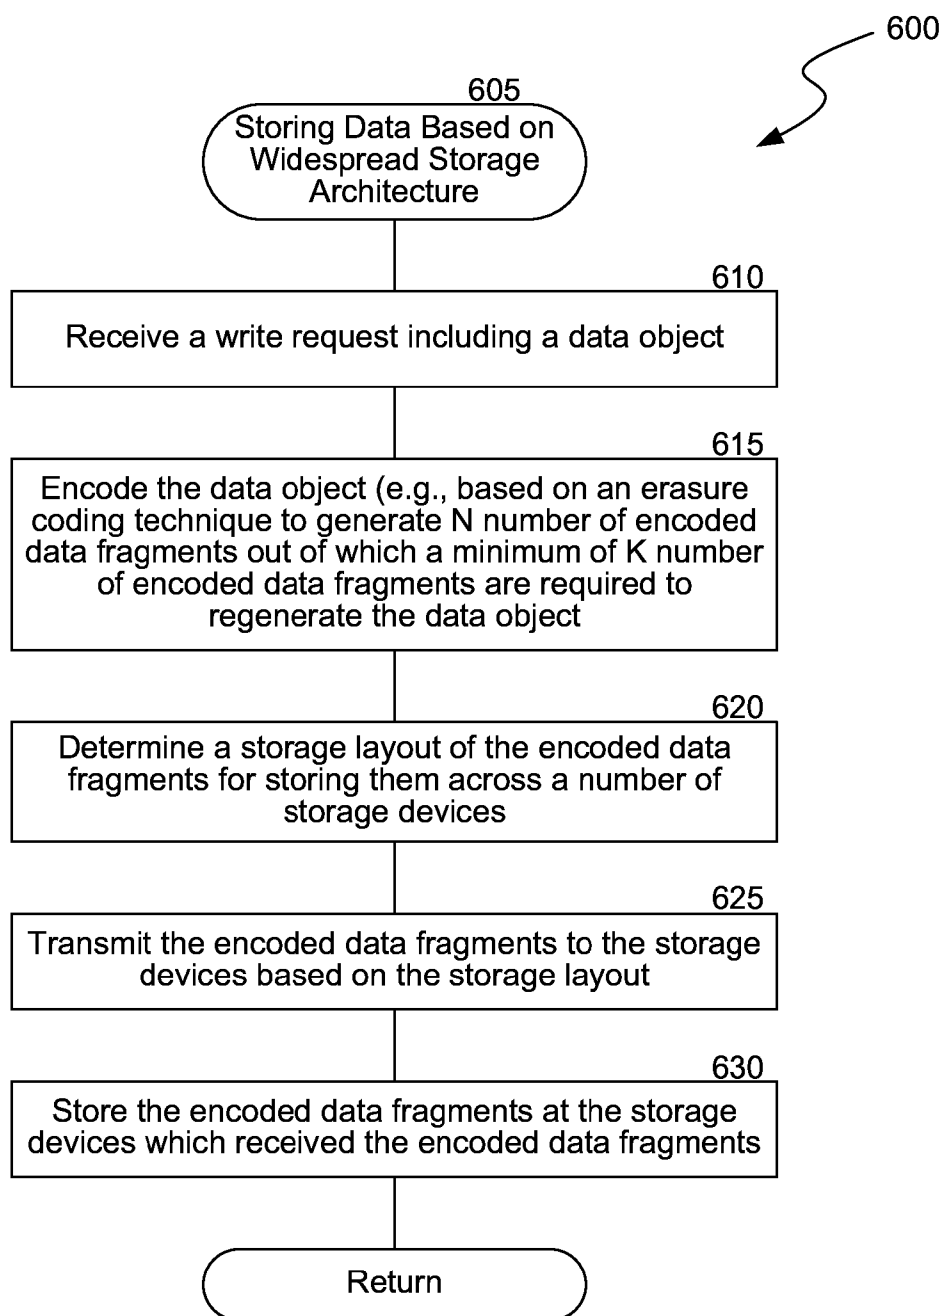 600
605
Storing Data Based on
Widespread Storage
Architecture
610
Receive a write request including a data object
615
Encode the data object (e.g., based on an erasure
coding technique to generate N number of encoded
data fragments out of which a minimum of K number
of encoded data fragments are required to
regenerate the data object
620
Determine a storage layout of the encoded data
fragments for storing them across a number of
storage devices
625
Transmit the encoded data fragments to the storage
devices based on the storage layout
630
Store the encoded data fragments at the storage
devices which received the encoded data fragments
Return